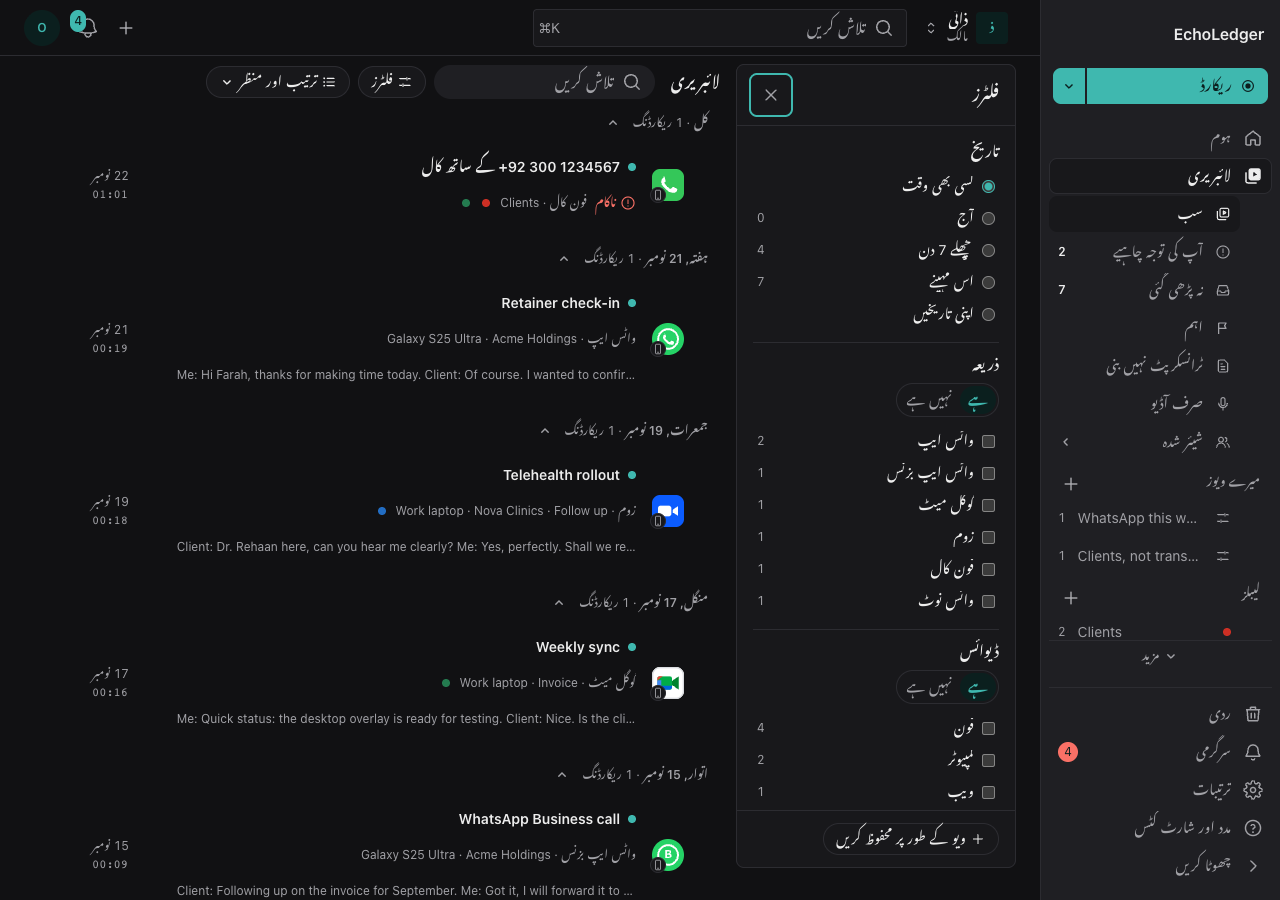 EchoLedger
ریکارڈ
ہوم
لائبریری
سب
آپ کی توجہ چاہیے 2
نہ پڑھی گئی 7
اہم
ٹرانسکرپٹ نہیں بنی
صرف آڈیو
شیئر شدہ
میرے ویوز
WhatsApp this w... 1
Clients, not trans... 1
لیبلز
Clients 2
مزید
ردی
سرگرمی 4
ترتیبات
مدد اور شارٹ کٹس
چھوٹا کریں
ذ
ذاتی
مالک
تلاش کریں ⌘K
4
O
فلٹرز
تاریخ
کسی بھی وقت
آج 0
پچھلے 7 دن 4
اس مہینے 7
اپنی تاریخیں
ذریعہ
ہے نہیں ہے
واٹس ایپ 2
واٹس ایپ بزنس 1
گوگل میٹ 1
زوم 1
فون کال 1
وائس نوٹ 1
ڈیوائس
ہے نہیں ہے
فون 4
کمپیوٹر 2
ویب 1
ویو کے طور پر محفوظ کریں
لائبریری
تلاش کریں
فلٹرز
ترتیب اور منظر
کل · 1 ریکارڈنگ
+92 300 1234567 کے ساتھ کال
ناکام فون کال · Clients
22 نومبر
01:01
ہفتہ, 21 نومبر · 1 ریکارڈنگ
Retainer check-in
واٹس ایپ · Galaxy S25 Ultra · Acme Holdings
Me: Hi Farah, thanks for making time today. Client: Of course. I wanted to confir...
21 نومبر
00:19
جمعرات, 19 نومبر · 1 ریکارڈنگ
Telehealth rollout
زوم · Work laptop · Nova Clinics · Follow up
Client: Dr. Rehaan here, can you hear me clearly? Me: Yes, perfectly. Shall we re...
19 نومبر
00:18
منگل, 17 نومبر · 1 ریکارڈنگ
Weekly sync
گوگل میٹ · Work laptop · Invoice
Me: Quick status: the desktop overlay is ready for testing. Client: Nice. Is the cli...
17 نومبر
00:16
اتوار, 15 نومبر · 1 ریکارڈنگ
WhatsApp Business call
واٹس ایپ بزنس · Galaxy S25 Ultra · Acme Holdings
Client: Following up on the invoice for September. Me: Got it, I will forward it to ...
15 نومبر
00:09